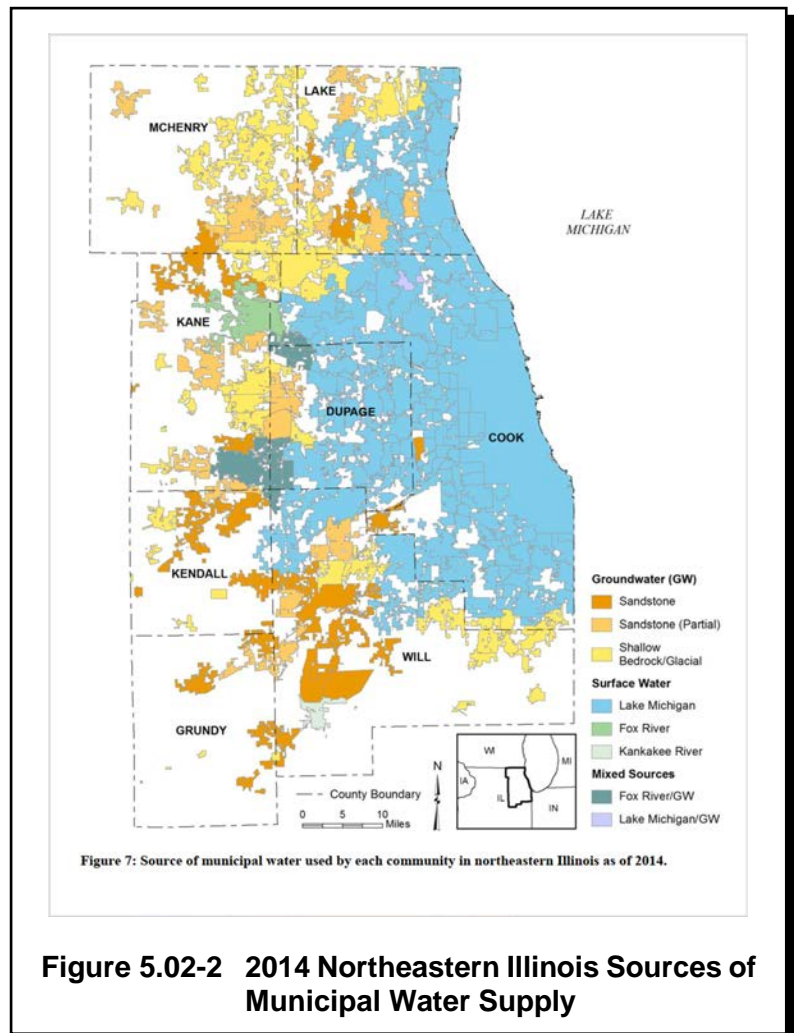 LAKE
MCHENRY
LAKE
MICHIGAN
KANE
DUPAGE
COOK
KENDALL
WILL
GRUNDY
Groundwater (GW)
Sandstone
Sandstone (Partial)
Shallow
Bedrock/Glacial
Surface Water
Lake Michigan
Fox River
Kankakee River
Mixed Sources
Fox River/GW
Lake Michigan/GW
County Boundary
0 5 10
Miles
N
WI
MI
IA
IL
IN
Figure 7: Source of municipal water used by each community in northeastern Illinois as of 2014.
Figure 5.02-2 2014 Northeastern Illinois Sources of
Municipal Water Supply